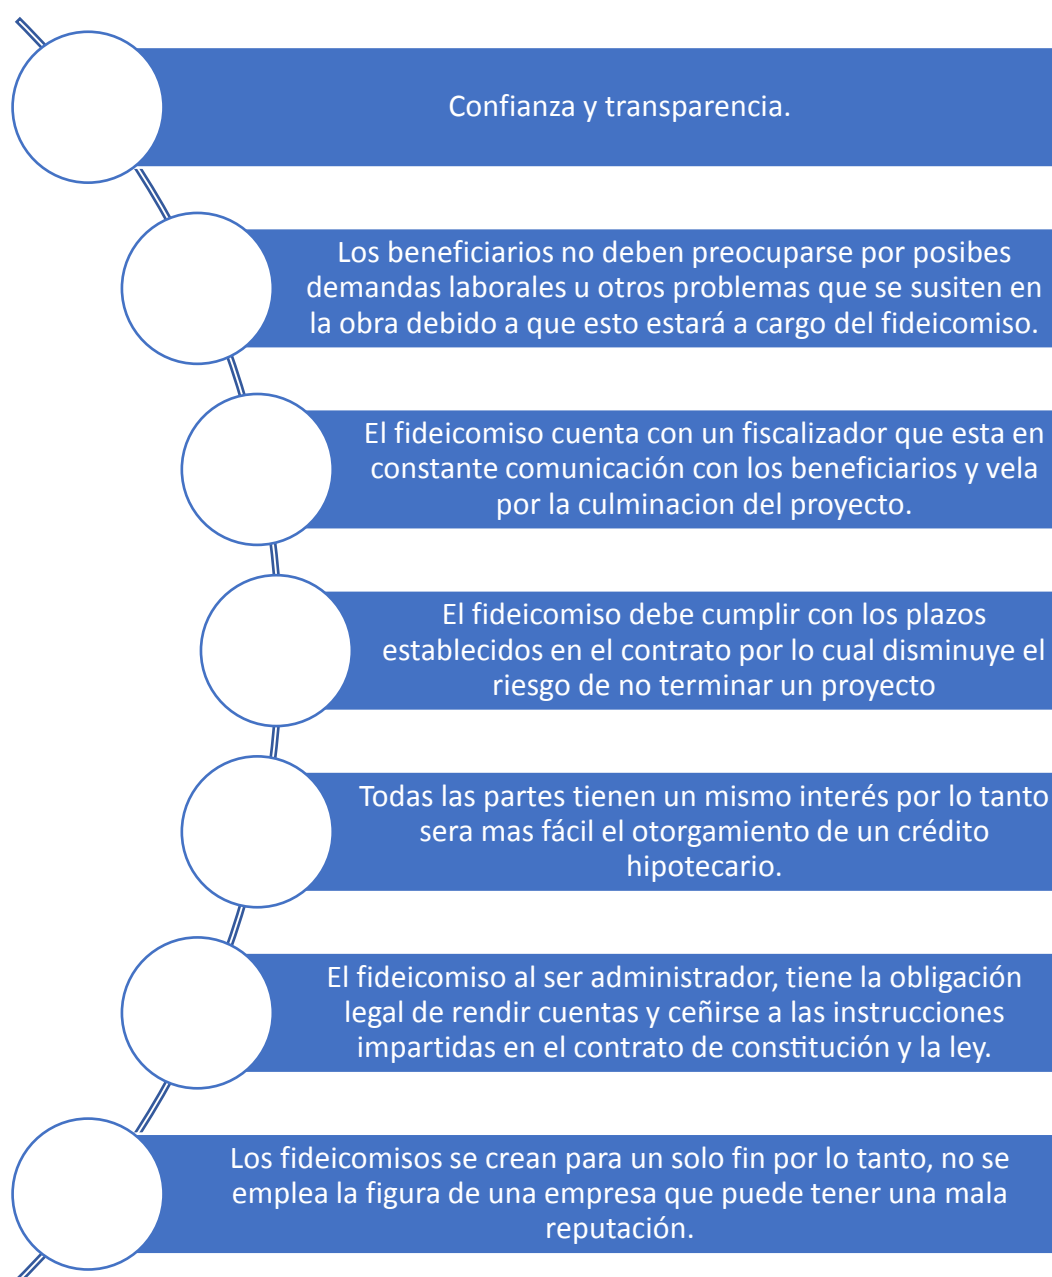 Confianza y transparencia.
Los beneficiarios no deben preocuparse por posibes
demandas laborales u otros problemas que se susiten en
la obra debido a que esto estará a cargo del fideicomiso.
El fideicomiso cuenta con un fiscalizador que esta en
constante comunicación con los beneficiarios y vela
por la culminacion del proyecto.
El fideicomiso debe cumplir con los plazos
establecidos en el contrato por lo cual disminuye el
riesgo de no terminar un proyecto
Todas las partes tienen un mismo interés por lo tanto
sera mas fácil el otorgamiento de un crédito
hipotecario.
El fideicomiso al ser administrador, tiene la obligación
legal de rendir cuentas y ceñirse a las instrucciones
impartidas en el contrato de constitución y la ley.
Los fideicomisos se crean para un solo fin por lo tanto, no se
emplea la figura de una empresa que puede tener una mala
reputación.